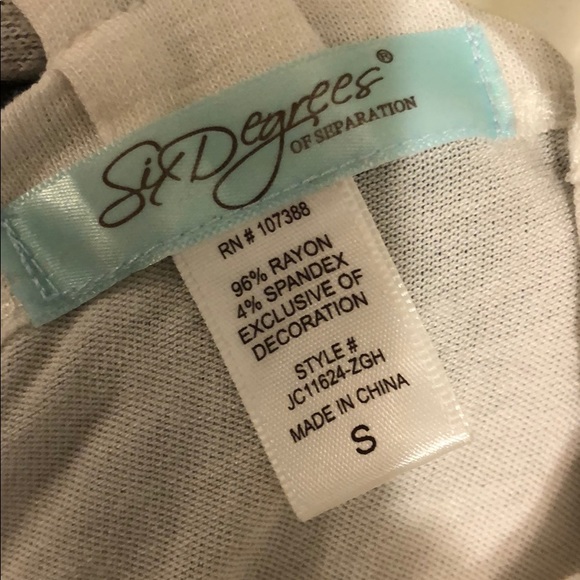 SixDegrees®
OF SEPARATION
RN # 107388
96% RAYON
4% SPANDEX
EXCLUSIVE OF
DECORATION
STYLE #
JC11624-ZGH
MADE IN CHINA
S